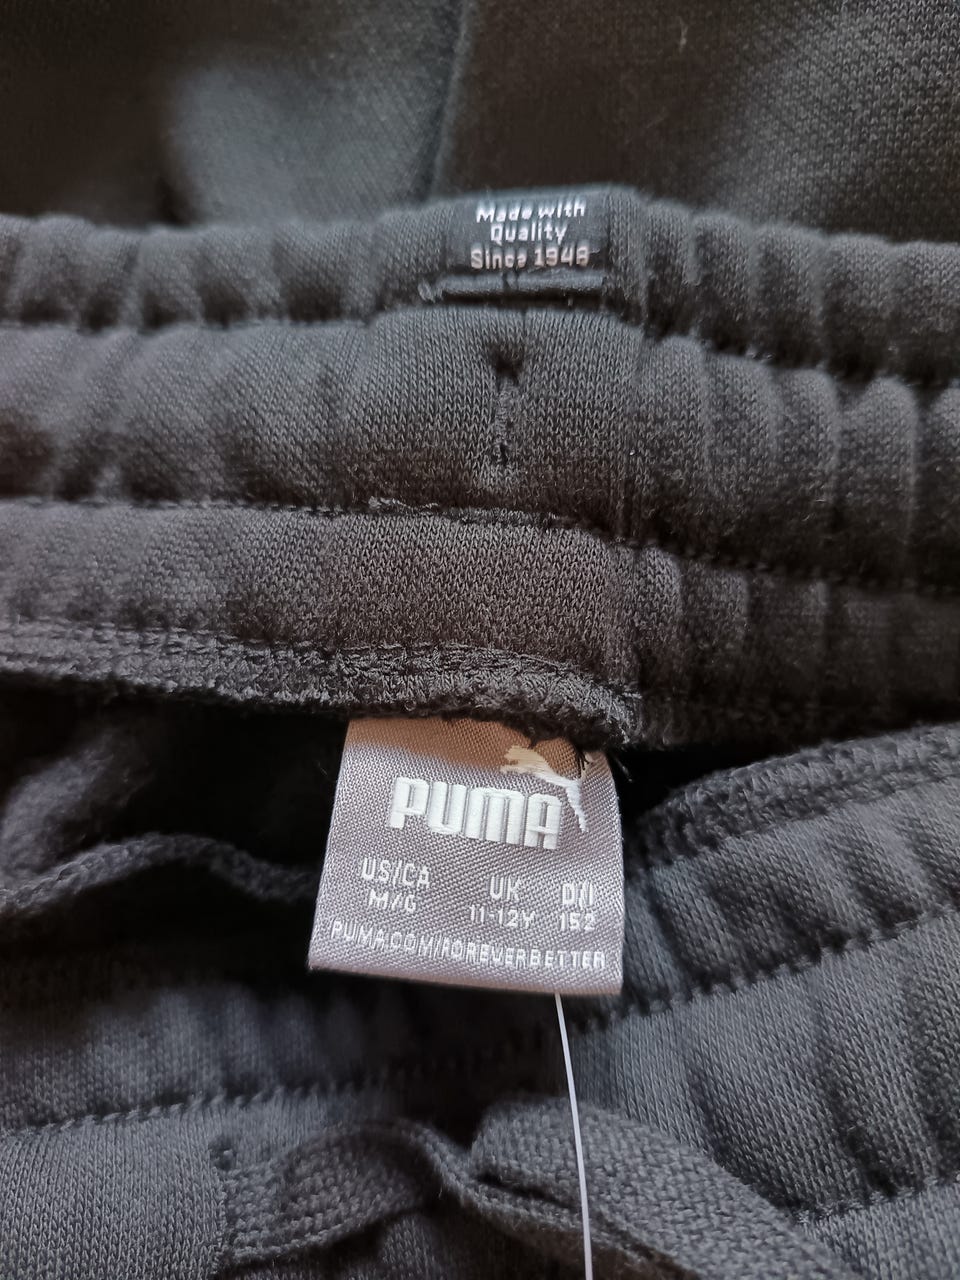 Made with
Quality
Since 1948
PUMA
US/CA UK D/I
M/G 11-12Y 152
PUMA.COM/FOREVERBETTER